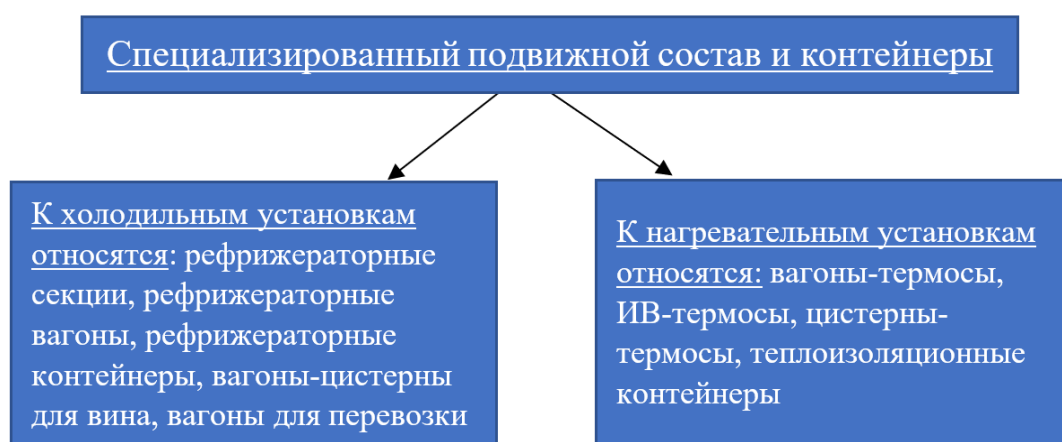 Специализированный подвижной состав и контейнеры
К холодильным установкам
относятся: рефрижераторные
секции, рефрижераторные
вагоны, рефрижераторные
контейнеры, вагоны-цистерны
для вина, вагоны для перевозки
К нагревательным установкам
относятся: вагоны-термосы,
ИВ-термосы, цистерны-
термосы, теплоизоляционные
контейнеры